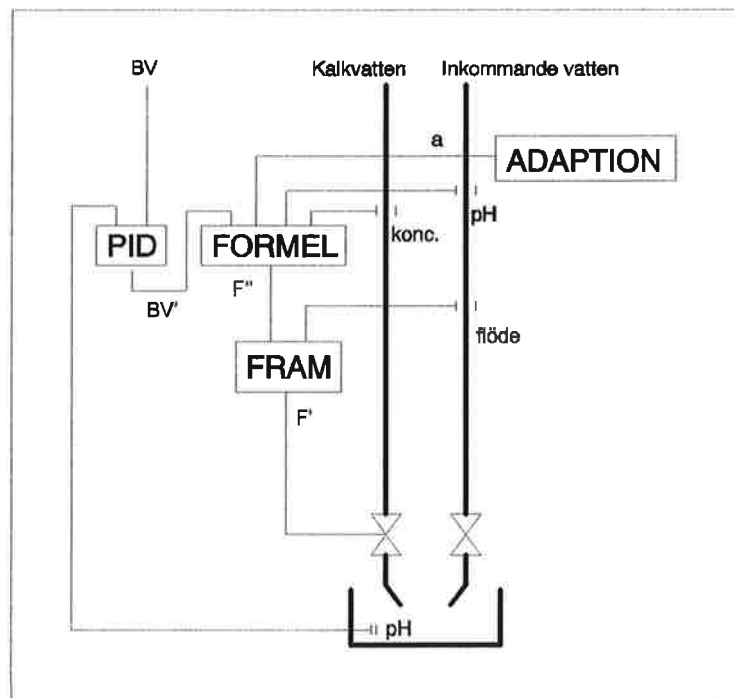 BV
Kalkvatten
Inkommande vatten
a
ADAPTION
pH
konc.
PID
FORMEL
BV'
F"
flöde
FRAM
F'
pH